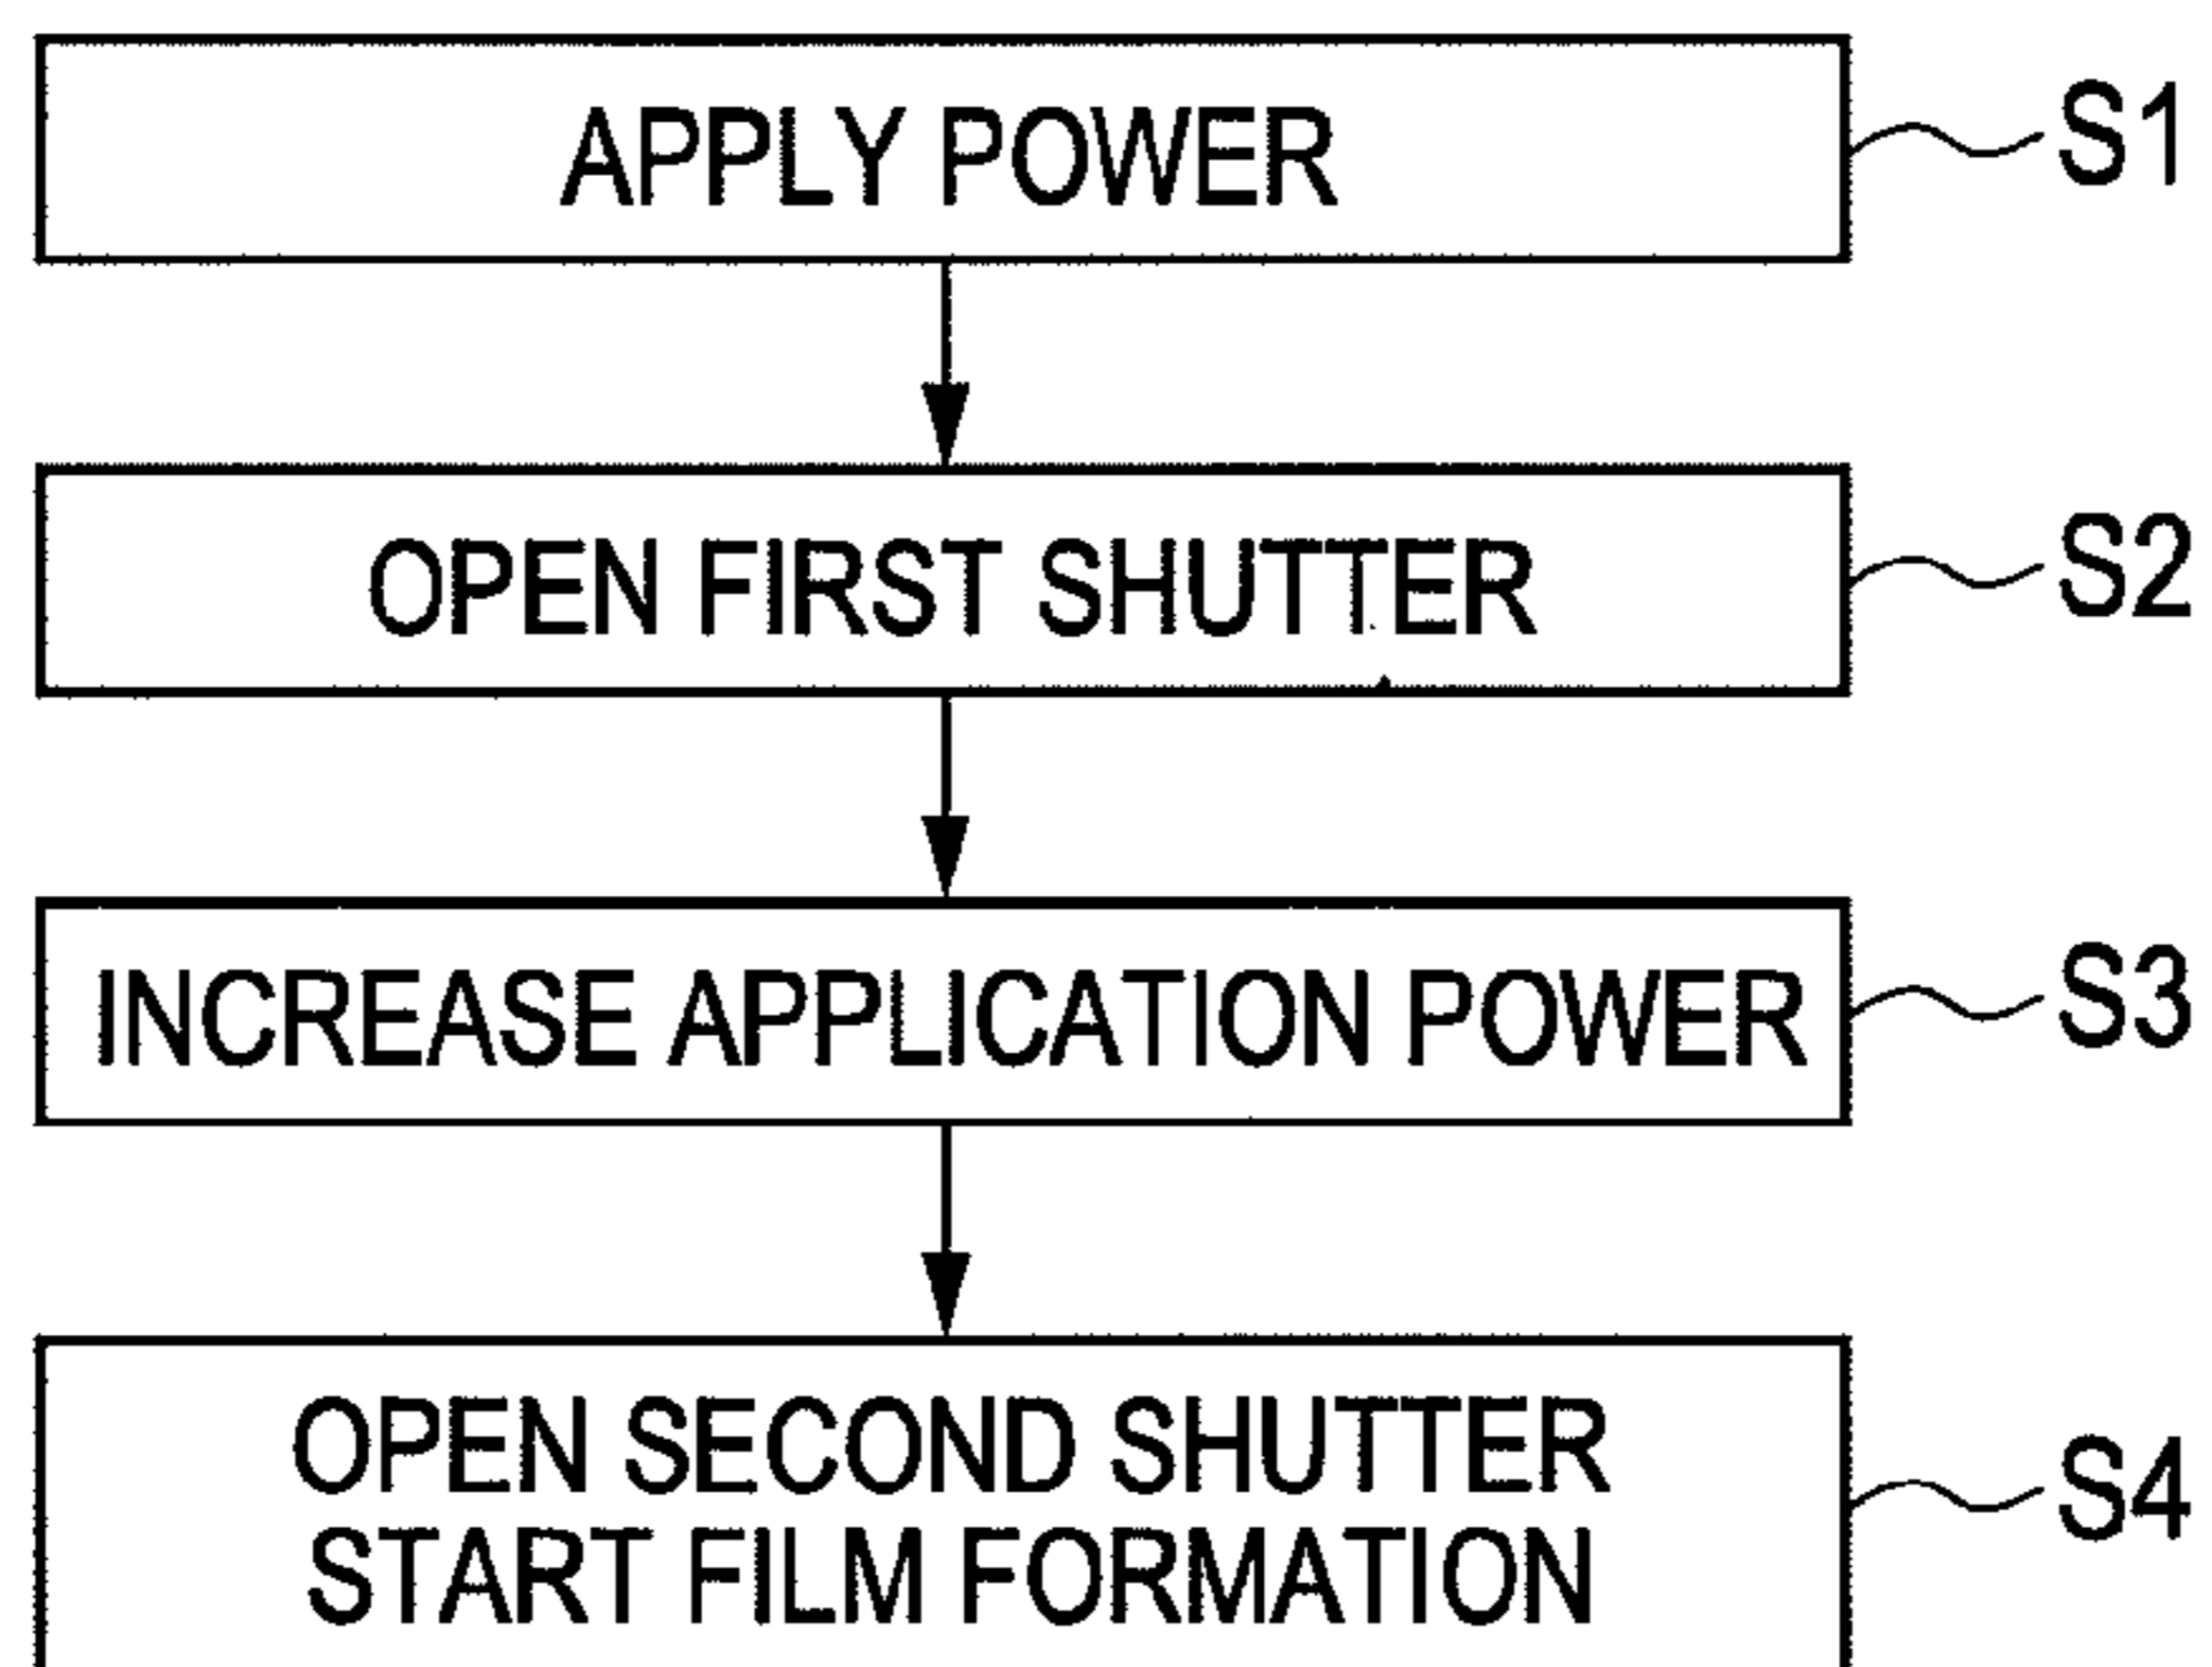 APPLY POWER
S1
OPEN FIRST SHUTTER
S2
INCREASE APPLICATION POWER
S3
OPEN SECOND SHUTTER
START FILM FORMATION
S4